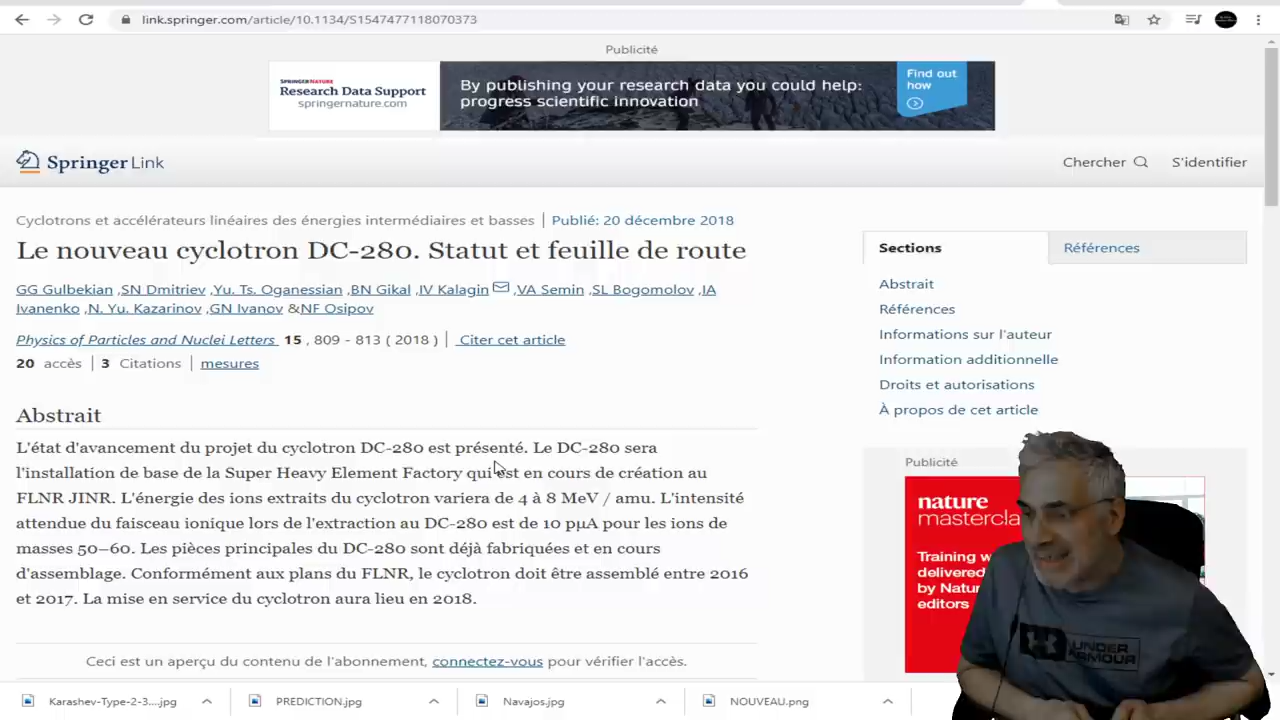 link.springer.com/article/10.1134/S1547477118070373
Publicité
SPRINGER NATURE
Research Data Support
springernature.com
By publishing your research data you could help:
progress scientific innovation
Find out
how
Springer Link
Chercher
S'identifier
Cyclotrons et accélérateurs linéaires des énergies intermédiaires et basses | Publié: 20 décembre 2018
Le nouveau cyclotron DC-280. Statut et feuille de route
GG Gulbekian ,SN Dmitriev ,Yu. Ts. Oganessian ,BN Gikal ,IV Kalagin ,VA Semin ,SL Bogomolov ,IA
Ivanenko ,N. Yu. Kazarinov ,GN Ivanov &NF Osipov
Physics of Particles and Nuclei Letters 15 , 809 - 813 ( 2018 ) | Citer cet article
20 accès | 3 Citations | mesures
Abstrait
L'état d'avancement du projet du cyclotron DC-280 est présenté. Le DC-280 sera
l'installation de base de la Super Heavy Element Factory qui est en cours de création au
FLNR JINR. L'énergie des ions extraits du cyclotron variera de 4 à 8 MeV / amu. L'intensité
attendue du faisceau ionique lors de l'extraction au DC-280 est de 10 pμA pour les ions de
masses 50–60. Les pièces principales du DC-280 sont déjà fabriquées et en cours
d'assemblage. Conformément aux plans du FLNR, le cyclotron doit être assemblé entre 2016
et 2017. La mise en service du cyclotron aura lieu en 2018.
Ceci est un aperçu du contenu de l'abonnement, connectez-vous pour vérifier l'accès.
Sections
Références
Abstrait
Références
Informations sur l'auteur
Information additionnelle
Droits et autorisations
À propos de cet article
Publicité
nature
mastercla
Training w
delivered
by Natu
editors
UNDER
ARMOUR
Karashev-Type-2-3....jpg
PREDICTION.jpg
Navajos.jpg
NOUVEAU.png